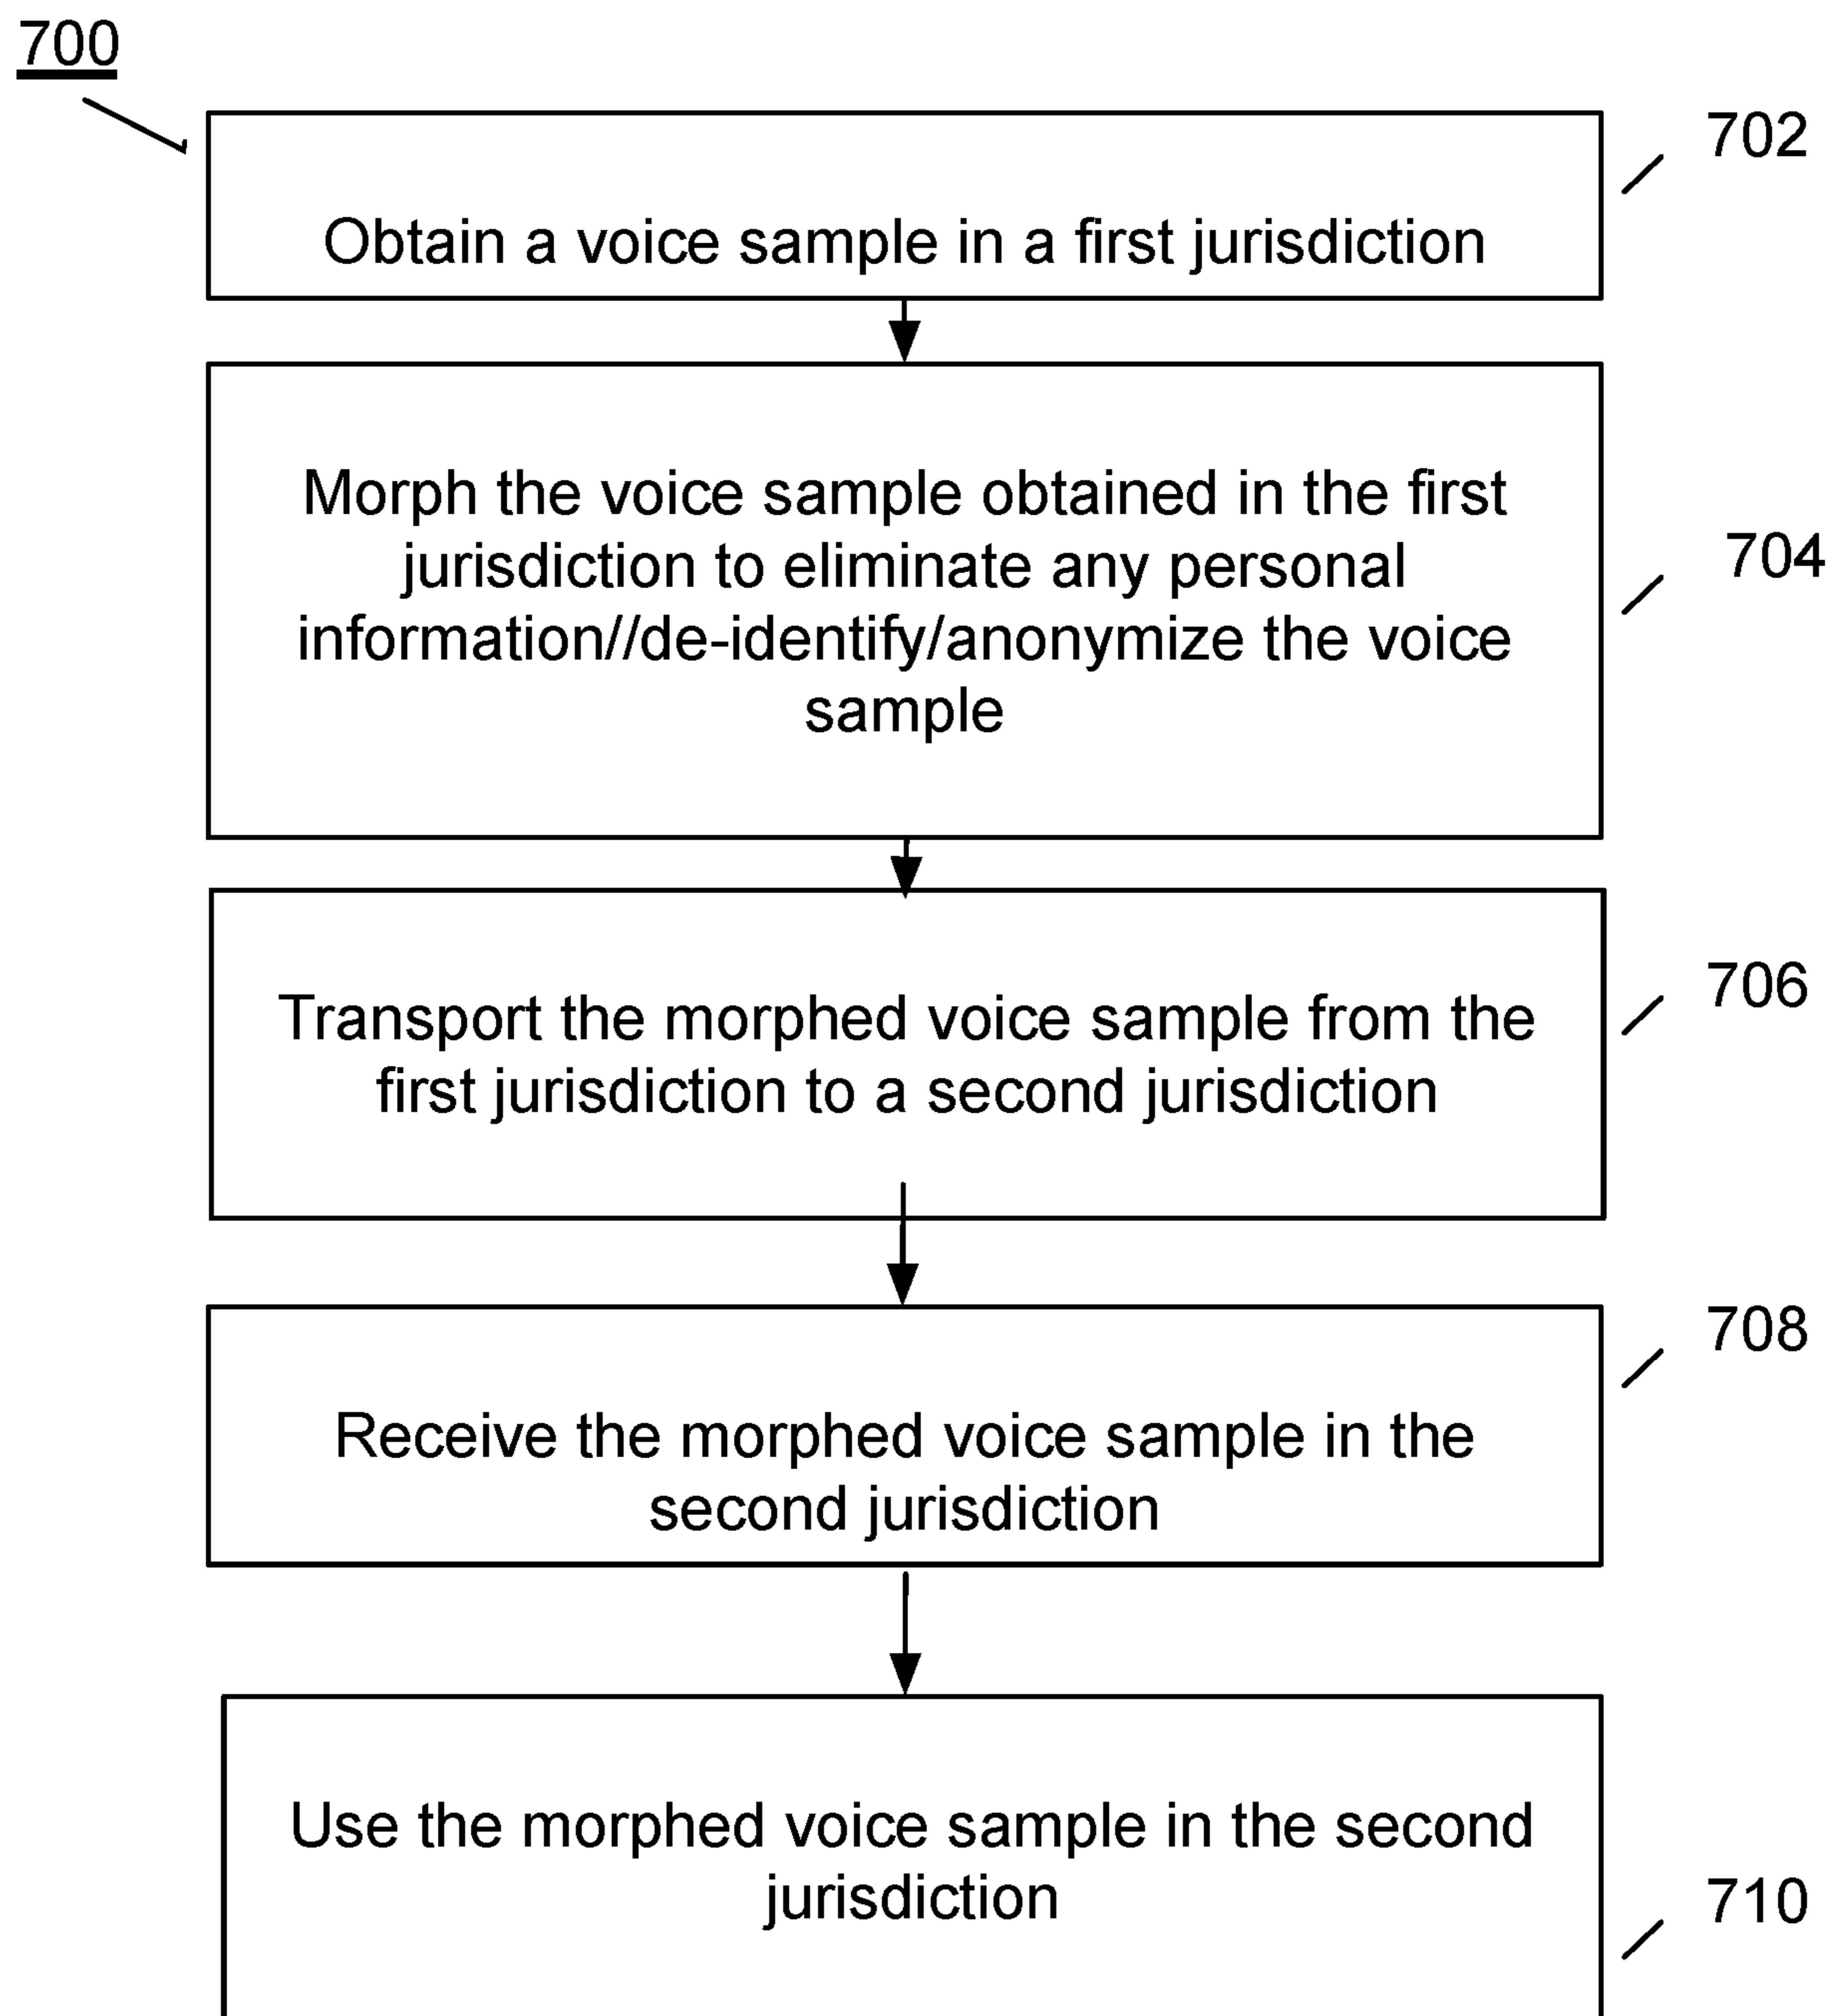 700
702
Obtain a voice sample in a first jurisdiction
Morph the voice sample obtained in the first
jurisdiction to eliminate any personal
information//de-identify/anonymize the voice
sample
704
706
Transport the morphed voice sample from the
first jurisdiction to a second jurisdiction
708
Receive the morphed voice sample in the
second jurisdiction
Use the morphed voice sample in the second
jurisdiction
710